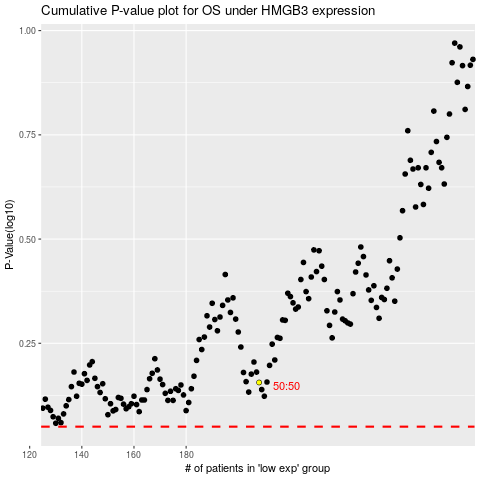 Cumulative P-value plot for OS under HMGB3 expression
P-Value(log10)
1.00
0.75
0.50
0.25
50:50
120 140 160 180
# of patients in 'low exp' group